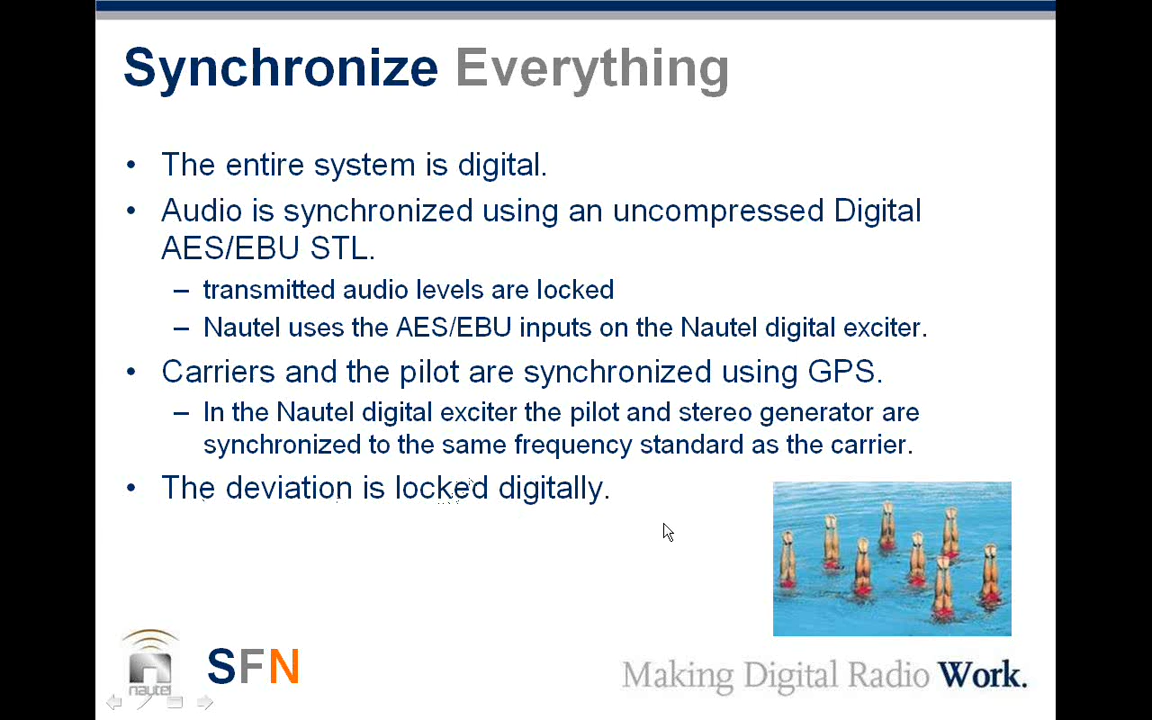 Synchronize Everything
• The entire system is digital.
• Audio is synchronized using an uncompressed Digital
AES/EBU STL.
– transmitted audio levels are locked
– Nautel uses the AES/EBU inputs on the Nautel digital exciter.
• Carriers and the pilot are synchronized using GPS.
– In the Nautel digital exciter the pilot and stereo generator are
synchronized to the same frequency standard as the carrier.
• The deviation is locked digitally.
nautel
SFN
Making Digital Radio Work.